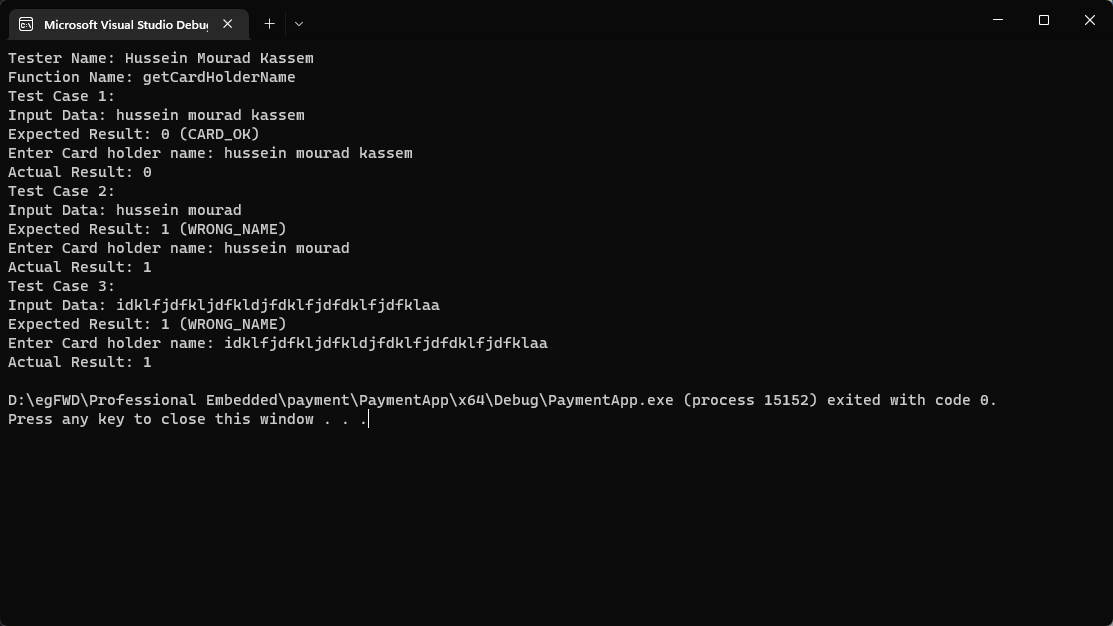 Microsoft Visual Studio Debug
Tester Name: Hussein Mourad Kassem
Function Name: getCardHolderName
Test Case 1:
Input Data: hussein mourad kassem
Expected Result: 0 (CARD_OK)
Enter Card holder name: hussein mourad kassem
Actual Result: 0
Test Case 2:
Input Data: hussein mourad
Expected Result: 1 (WRONG_NAME)
Enter Card holder name: hussein mourad
Actual Result: 1
Test Case 3:
Input Data: idklfjdfkljdfkldjfdklfjdfdklfjdfklaa
Expected Result: 1 (WRONG_NAME)
Enter Card holder name: idklfjdfkljdfkldjfdklfjdfdklfjdfklaa
Actual Result: 1
D:\egFWD\Professional Embedded\payment\PaymentApp\x64\Debug\PaymentApp.exe (process 15152) exited with code 0.
Press any key to close this window . . .